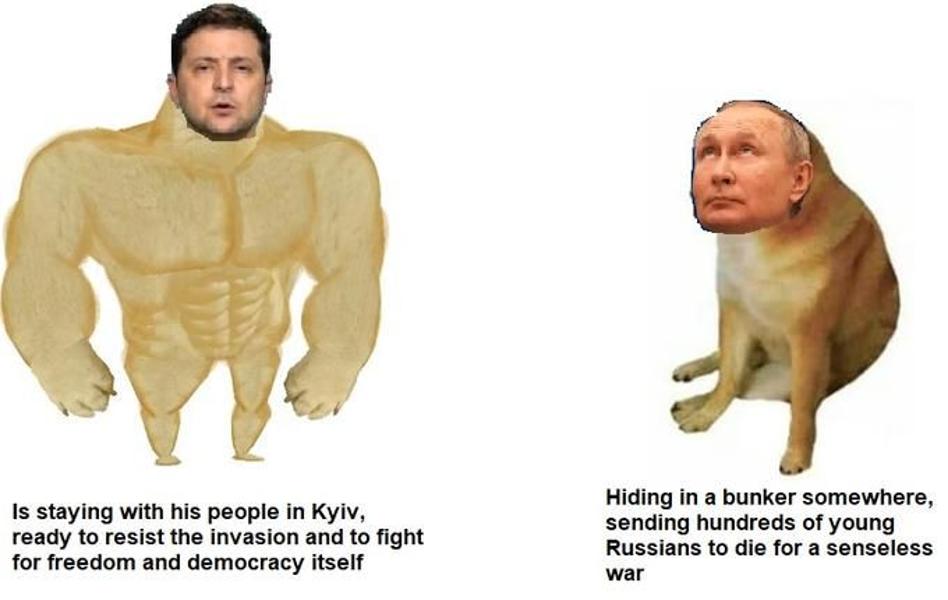 Is staying with his people in Kyiv,
ready to resist the invasion and to fight
for freedom and democracy itself
Hiding in a bunker somewhere,
sending hundreds of young
Russians to die for a senseless
war